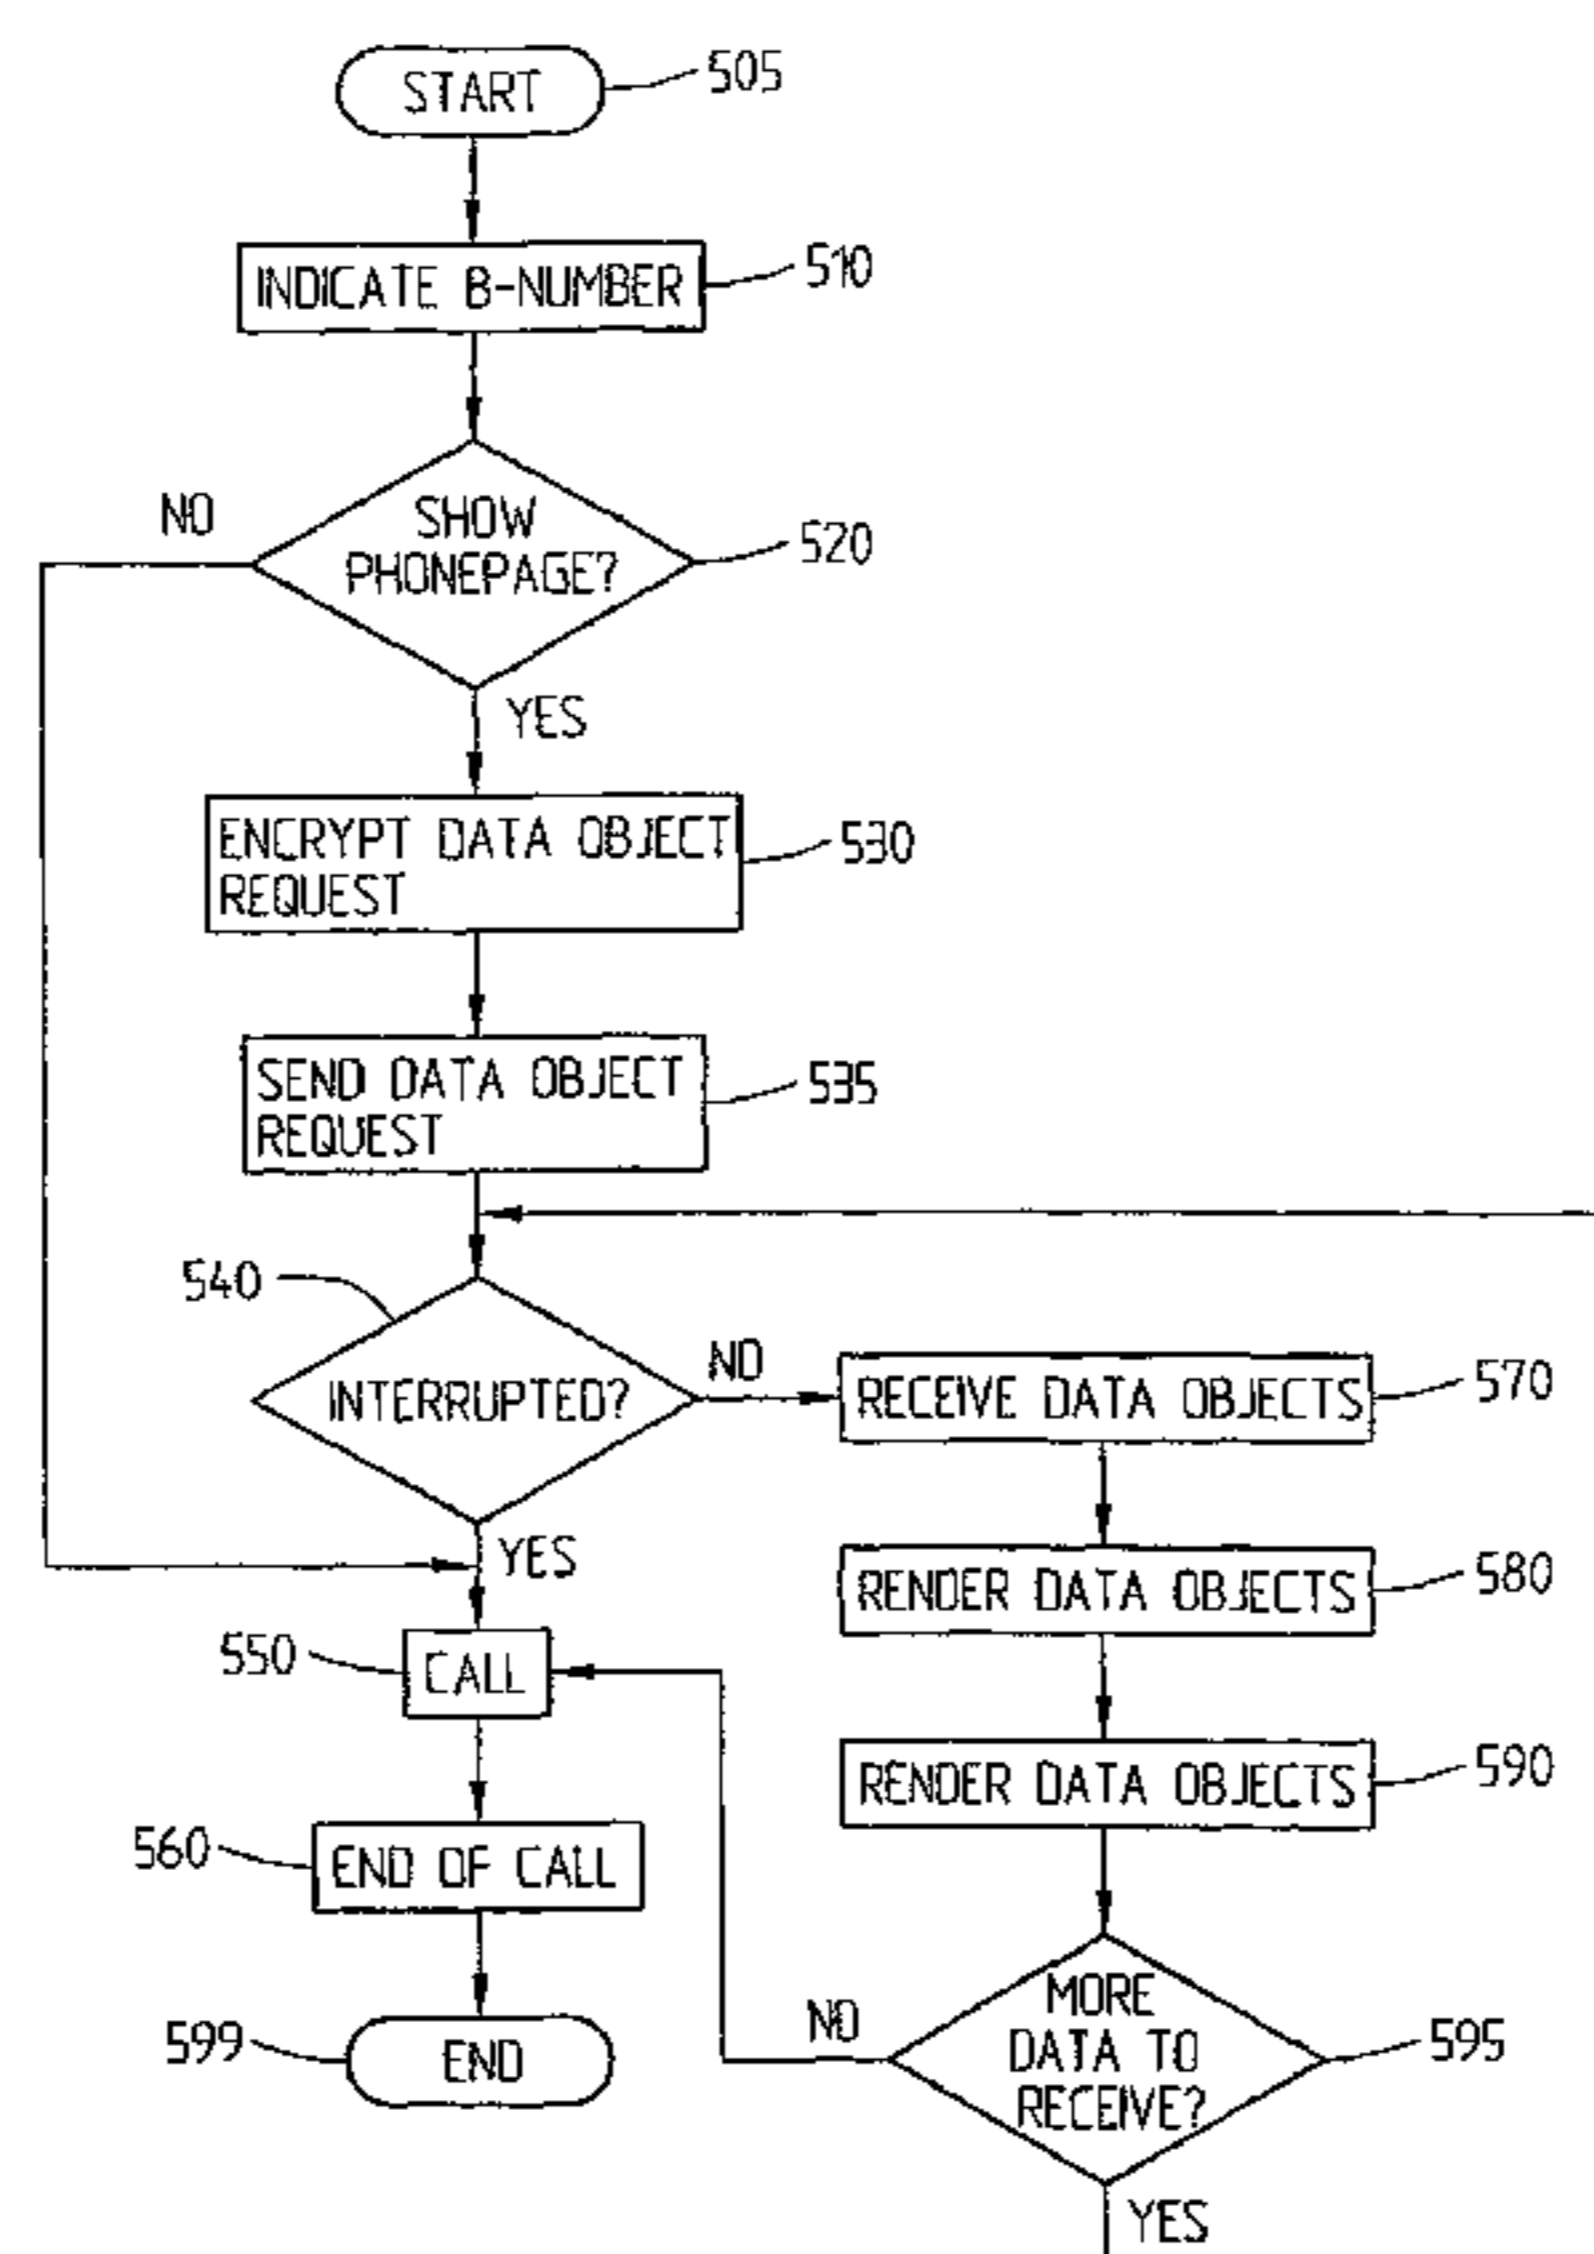 START
505
INDICATE B-NUMBER
510
NO
SHOW
PHONEPAGE?
520
YES
ENCRYPT DATA OBJECT
REQUEST
530
SEND DATA OBJECT
REQUEST
535
540
INTERRUPTED?
NO
RECEIVE DATA OBJECTS
570
YES
RENDER DATA OBJECTS
580
550
CALL
RENDER DATA OBJECTS
590
560
END OF CALL
599
END
NO
MORE
DATA TO
RECEIVE?
595
YES